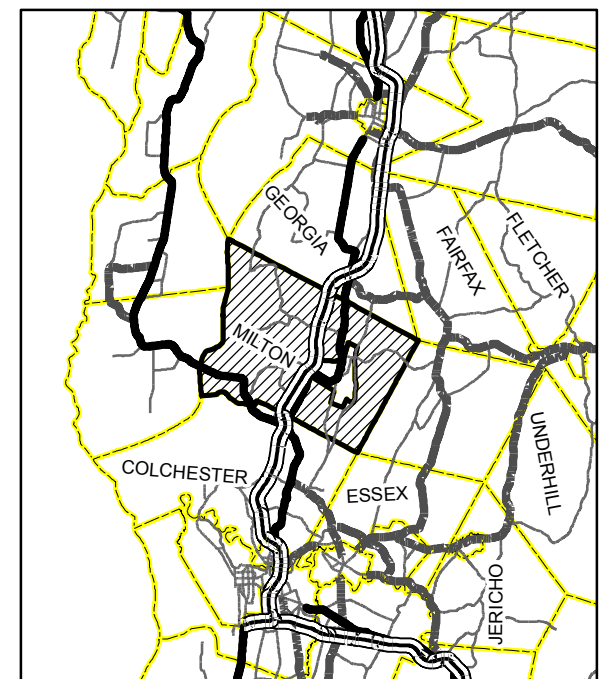 GEORGIA
FLETCHER
FAIRFAX
MILTON
UNDERHILL
COLCHESTER
ESSEX
JERICHO